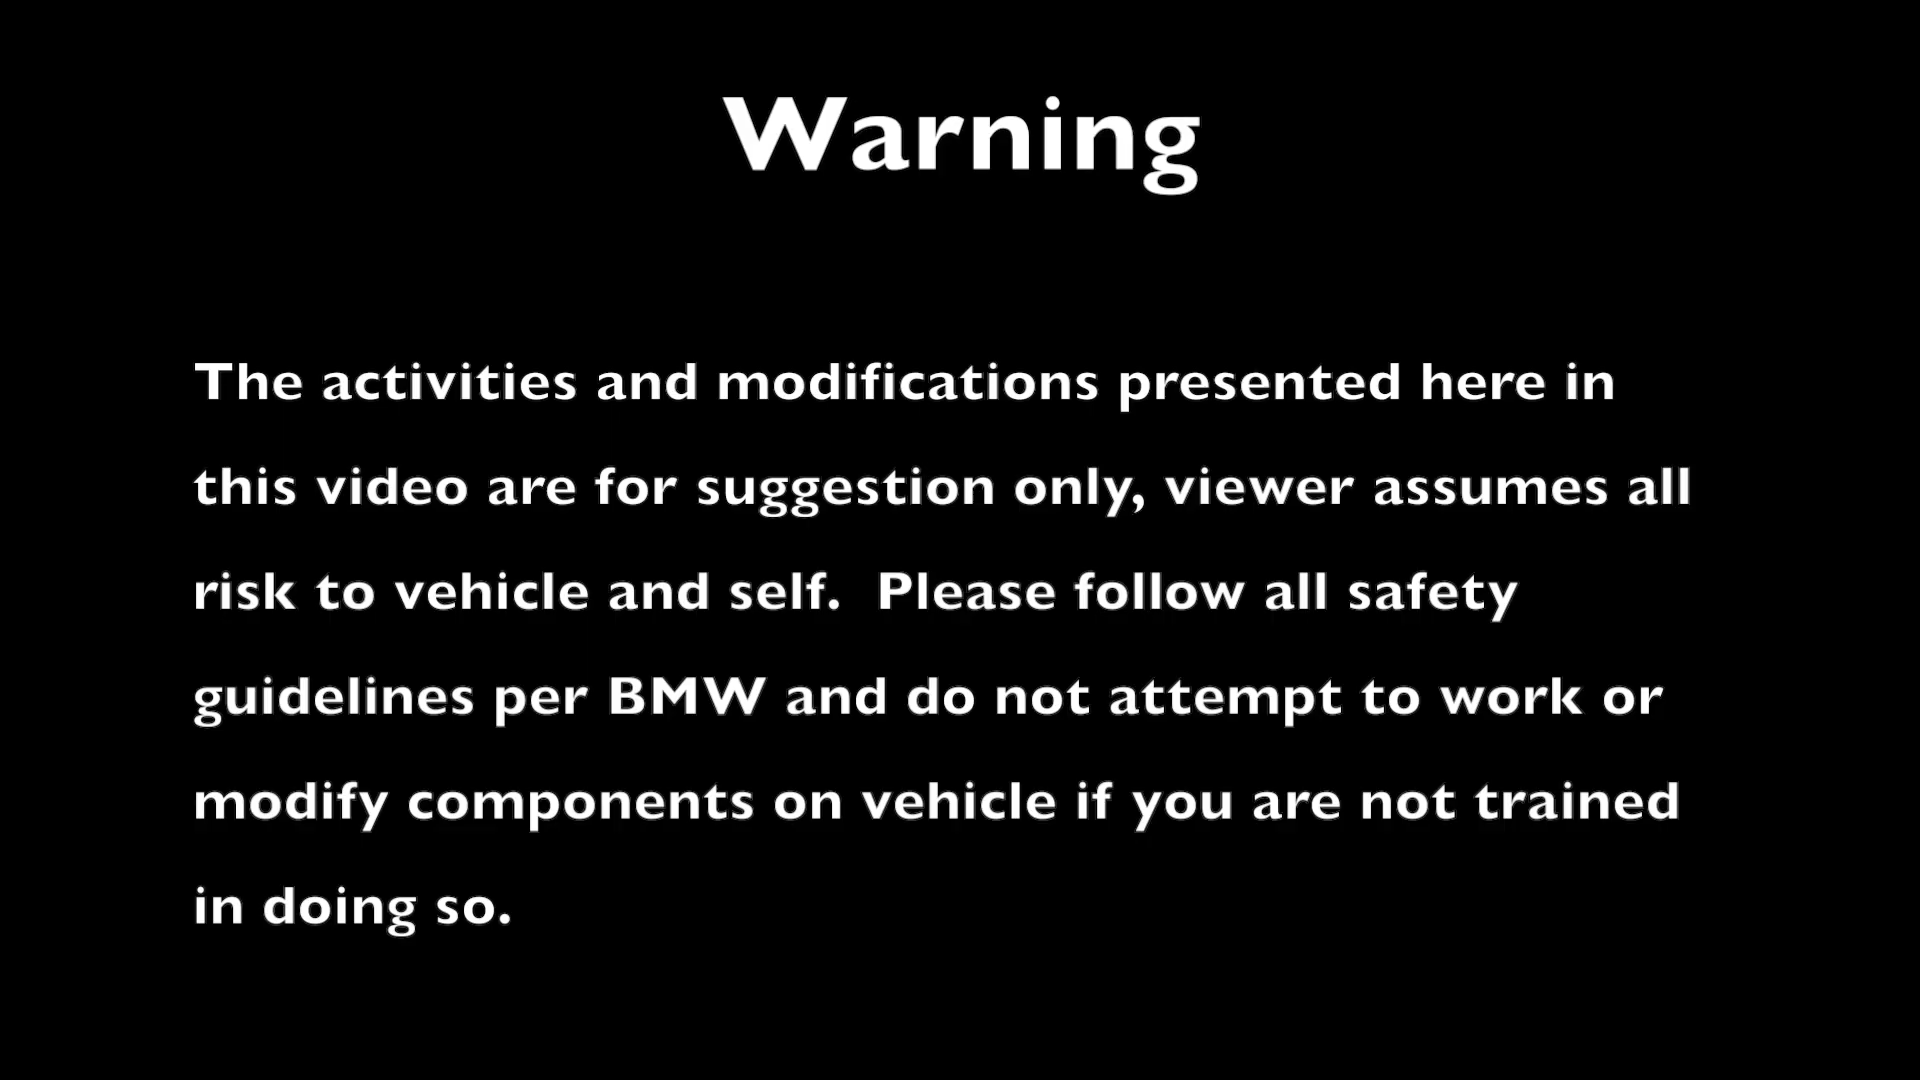 Warning
The activities and modifications presented here in
this video are for suggestion only, viewer assumes all
risk to vehicle and self.  Please follow all safety
guidelines per BMW and do not attempt to work or
modify components on vehicle if you are not trained
in doing so.